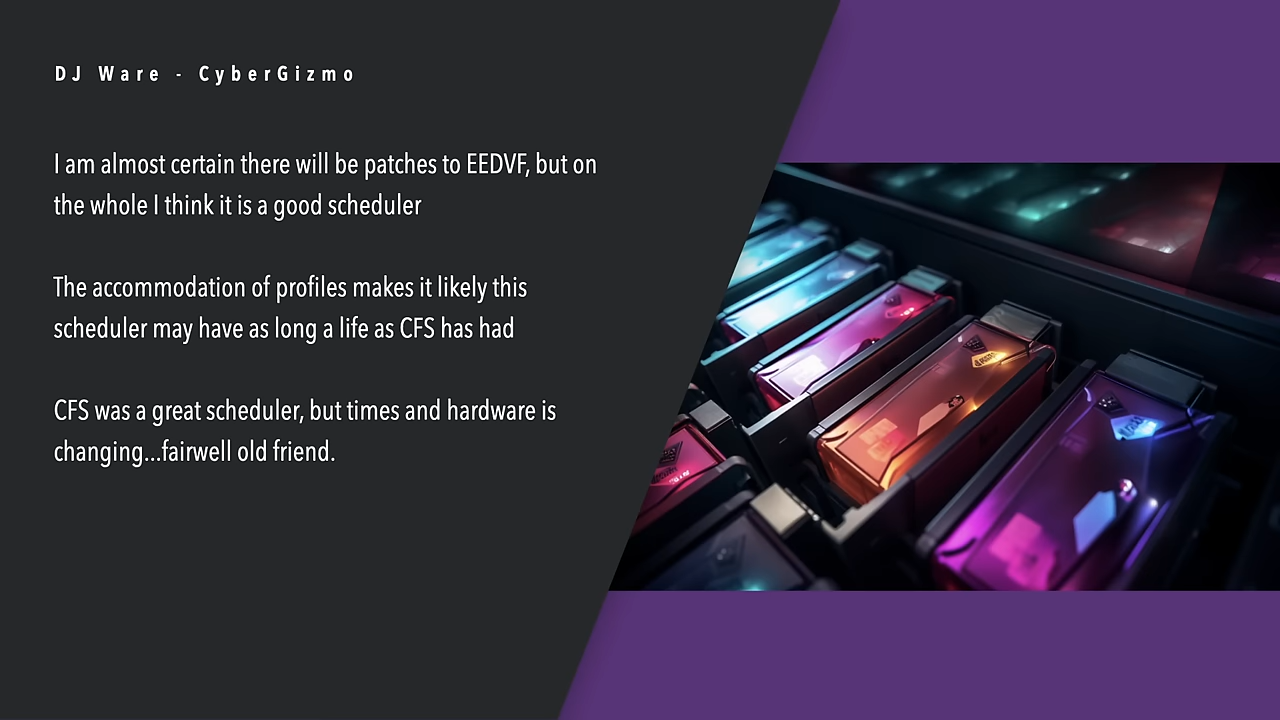 DJ Ware - CyberGizmo
I am almost certain there will be patches to EEDVF, but on
the whole I think it is a good scheduler
The accommodation of profiles makes it likely this
scheduler may have as long a life as CFS has had
CFS was a great scheduler, but times and hardware is
changing...fairwell old friend.